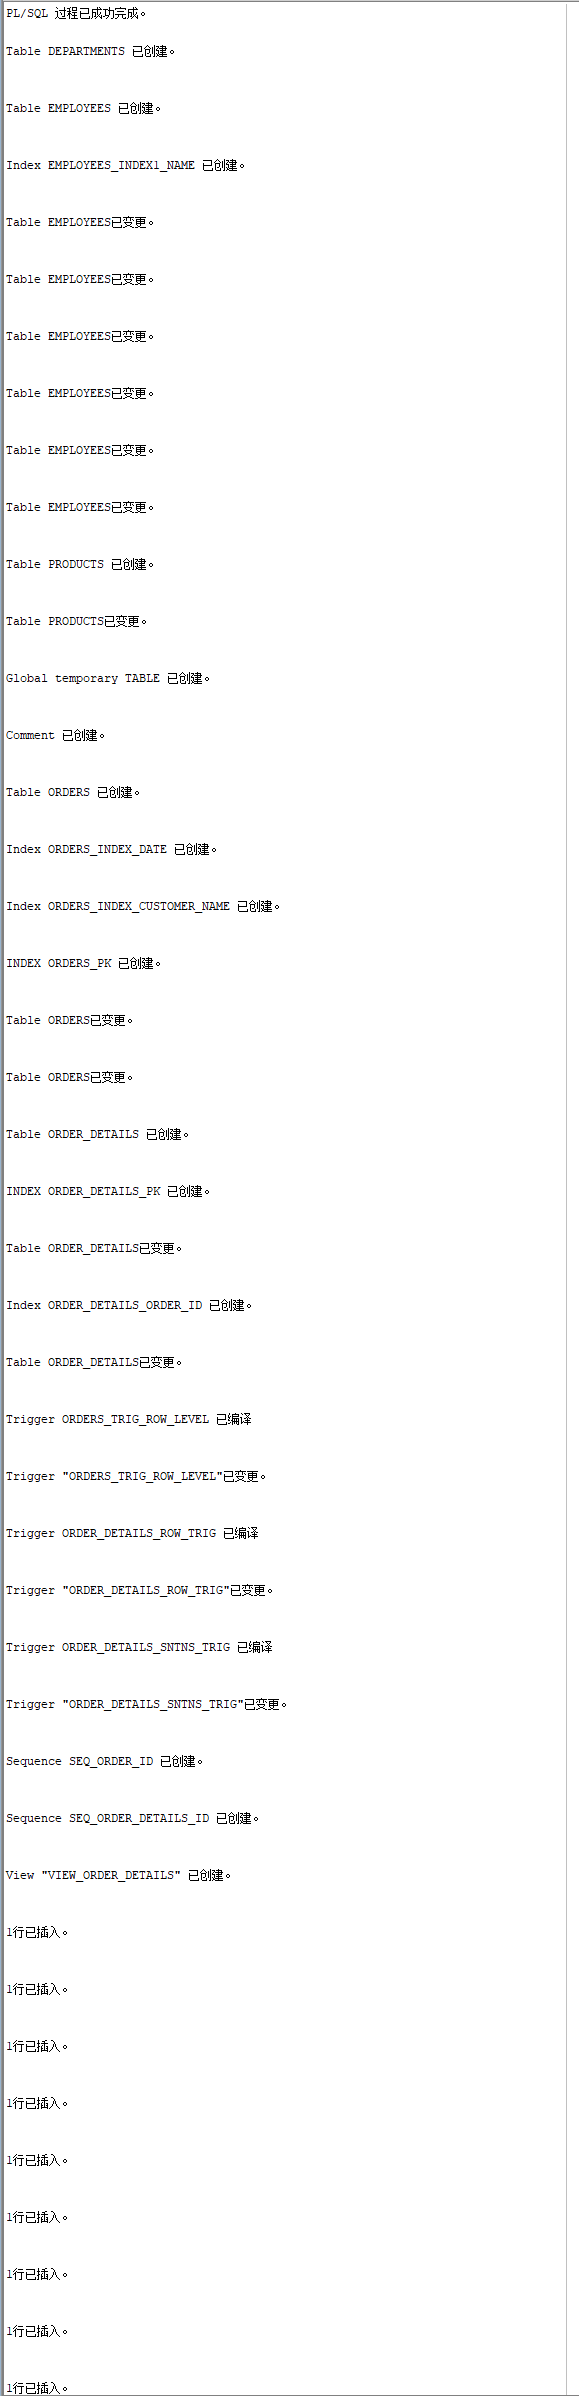 PL/SQL 过程已成功完成。
Table DEPARTMENTS 已创建。
Table EMPLOYEES 已创建。
Index EMPLOYEES_INDEX1_NAME 已创建。
Table EMPLOYEES已变更。
Table EMPLOYEES已变更。
Table EMPLOYEES已变更。
Table EMPLOYEES已变更。
Table EMPLOYEES已变更。
Table EMPLOYEES已变更。
Table PRODUCTS 已创建。
Table PRODUCTS已变更。
Global temporary TABLE 已创建。
Comment 已创建。
Table ORDERS 已创建。
Index ORDERS_INDEX_DATE 已创建。
Index ORDERS_INDEX_CUSTOMER_NAME 已创建。
INDEX ORDERS_PK 已创建。
Table ORDERS已变更。
Table ORDERS已变更。
Table ORDER_DETAILS 已创建。
INDEX ORDER_DETAILS_PK 已创建。
Table ORDER_DETAILS已变更。
Index ORDER_DETAILS_ORDER_ID 已创建。
Table ORDER_DETAILS已变更。
Trigger ORDERS_TRIG_ROW_LEVEL 已编译
Trigger "ORDERS_TRIG_ROW_LEVEL"已变更。
Trigger ORDER_DETAILS_ROW_TRIG 已编译
Trigger "ORDER_DETAILS_ROW_TRIG"已变更。
Trigger ORDER_DETAILS_SNTNS_TRIG 已编译
Trigger "ORDER_DETAILS_SNTNS_TRIG"已变更。
Sequence SEQ_ORDER_ID 已创建。
Sequence SEQ_ORDER_DETAILS_ID 已创建。
View "VIEW_ORDER_DETAILS" 已创建。
1行已插入。
1行已插入。
1行已插入。
1行已插入。
1行已插入。
1行已插入。
1行已插入。
1行已插入。
1行已插入。